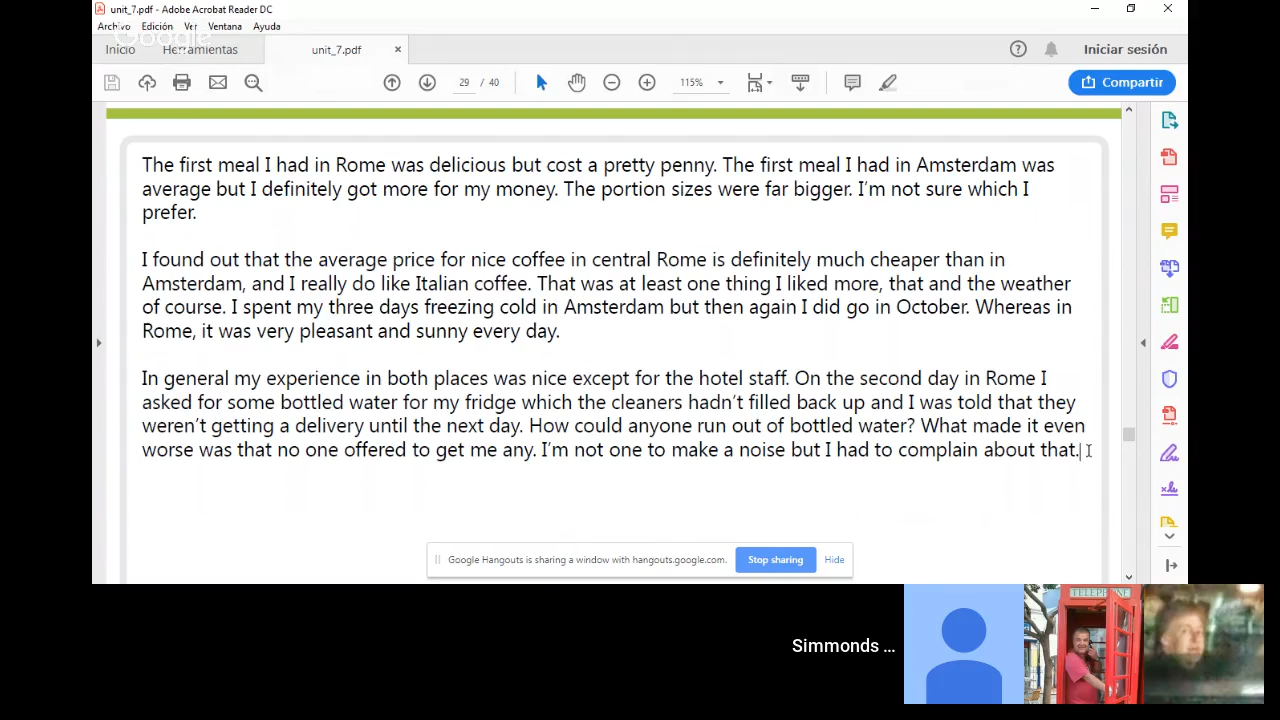 unit_7.pdf - Adobe Acrobat Reader DC
Archivo Edición Ver Ventana Ayuda
Google
Inicio Herramientas unit_7.pdf Iniciar sesión
29 / 40 115% Compartir
The first meal I had in Rome was delicious but cost a pretty penny. The first meal I had in Amsterdam was
average but I definitely got more for my money. The portion sizes were far bigger. I’m not sure which I
prefer.
I found out that the average price for nice coffee in central Rome is definitely much cheaper than in
Amsterdam, and I really do like Italian coffee. That was at least one thing I liked more, that and the weather
of course. I spent my three days freezing cold in Amsterdam but then again I did go in October. Whereas in
Rome, it was very pleasant and sunny every day.
In general my experience in both places was nice except for the hotel staff. On the second day in Rome I
asked for some bottled water for my fridge which the cleaners hadn’t filled back up and I was told that they
weren’t getting a delivery until the next day. How could anyone run out of bottled water? What made it even
worse was that no one offered to get me any. I’m not one to make a noise but I had to complain about that.
Google Hangouts is sharing a window with hangouts.google.com. Stop sharing Hide
TELEPHONE
Simmonds ...